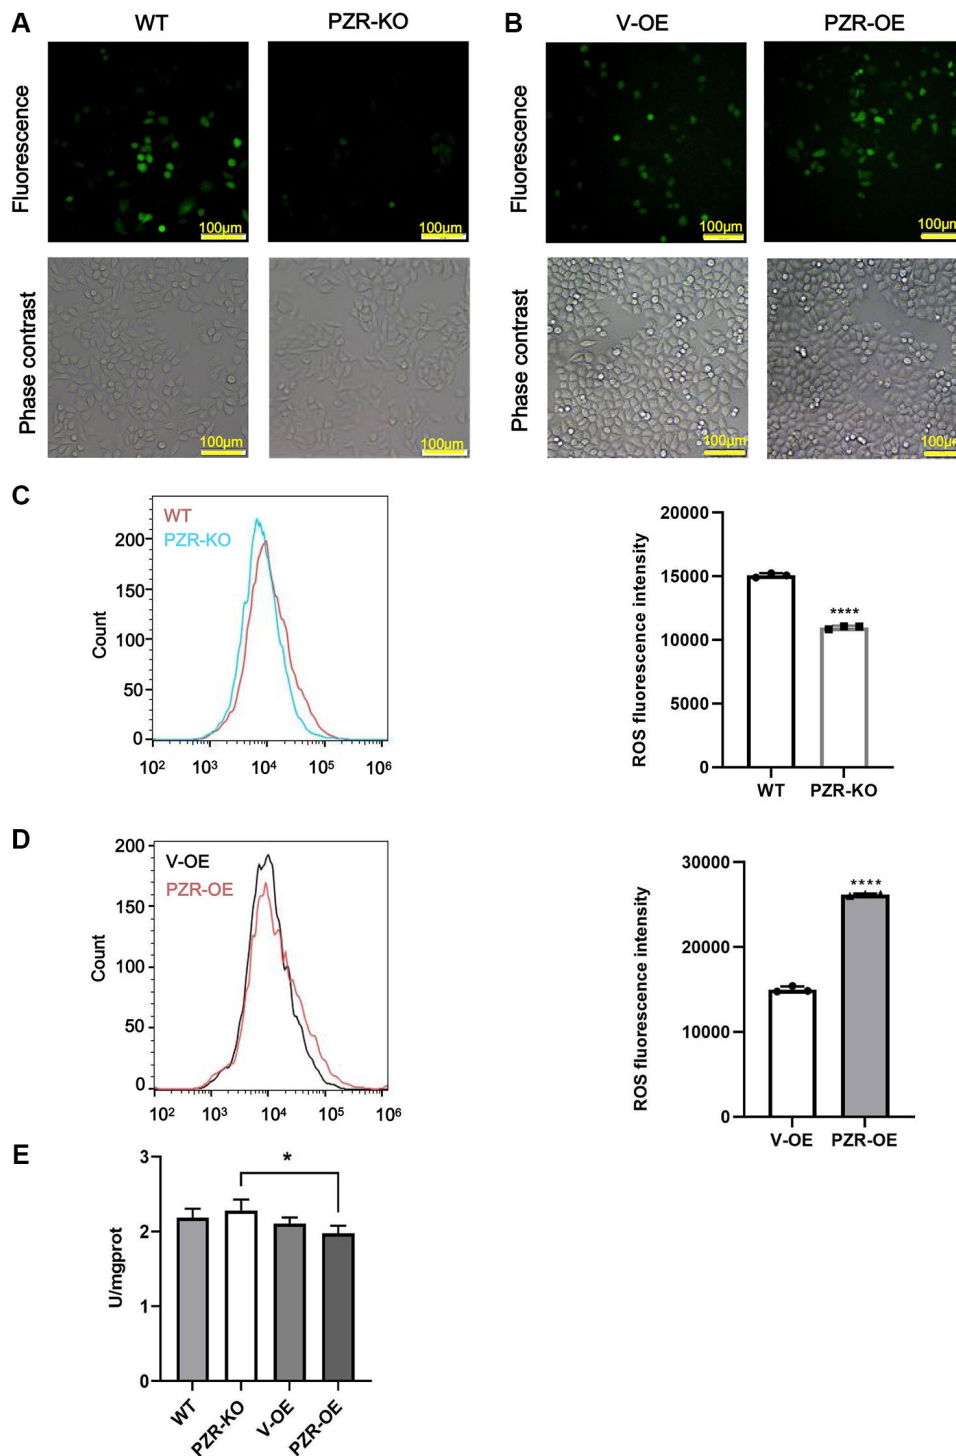 A
WT
PZR-KO
B
V-OE
PZR-OE
Fluorescence
100μm
100μm
Fluorescence
100μm
100μm
Phase contrast
100μm
100μm
Phase contrast
100μm
100μm
C
WT
PZR-KO
Count
200
150
100
50
0
10² 10³ 10⁴ 10⁵ 10⁶
ROS fluorescence intensity
20000
15000
10000
5000
0
****
WT PZR-KO
D
V-OE
PZR-OE
Count
200
150
100
50
0
10² 10³ 10⁴ 10⁵ 10⁶
ROS fluorescence intensity
30000
20000
10000
0
****
V-OE PZR-OE
E
U/mgprot
3
2
1
0
*
WT PZR-KO V-OE PZR-OE